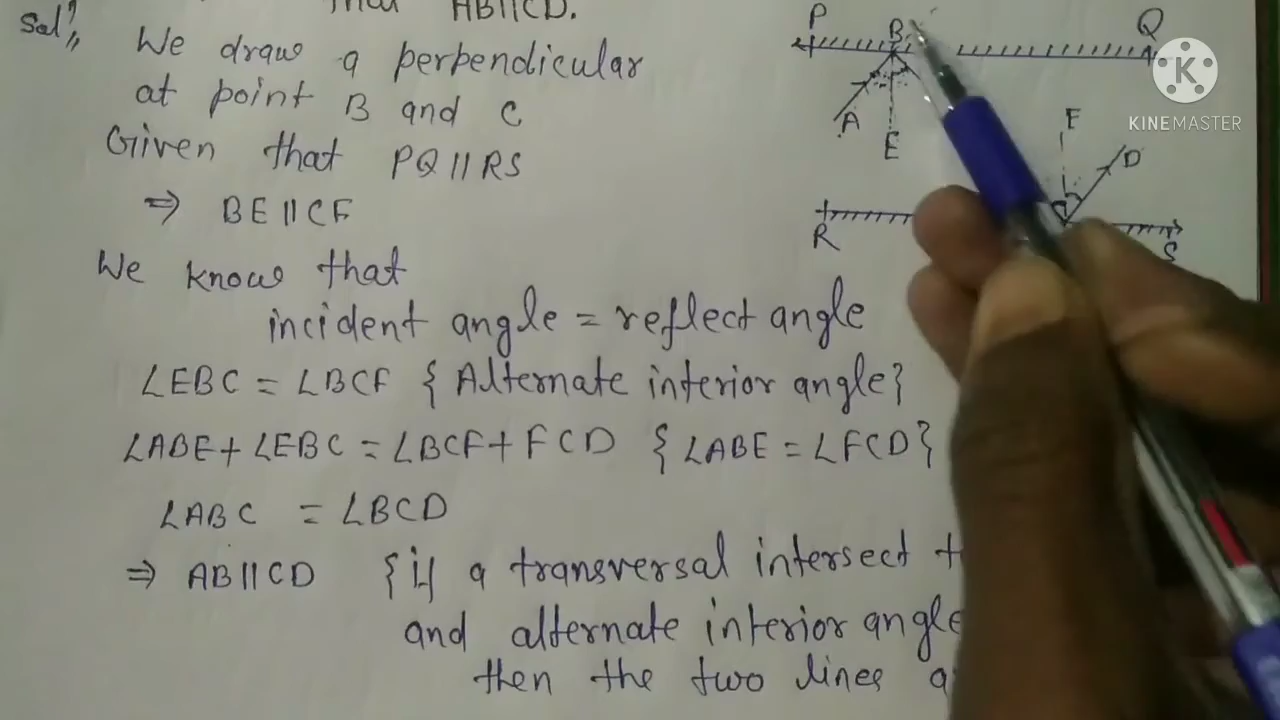 that AB||CD.
Sol?,,
We draw a perpendicular
at point B and C
Given that PQ||RS
⇒ BE||CF
We know that
incident angle = reflect angle
∠EBC = ∠BCF {Alternate interior angle}
∠ABE + ∠EBC = ∠BCF + FCD {∠ABE = ∠FCD}
∠ABC = ∠BCD
⇒ AB||CD {if a transversal intersect
and alternate interior angle
then the two lines
P
B
Q
A
E
F
D
R
S
K
KINEMASTER